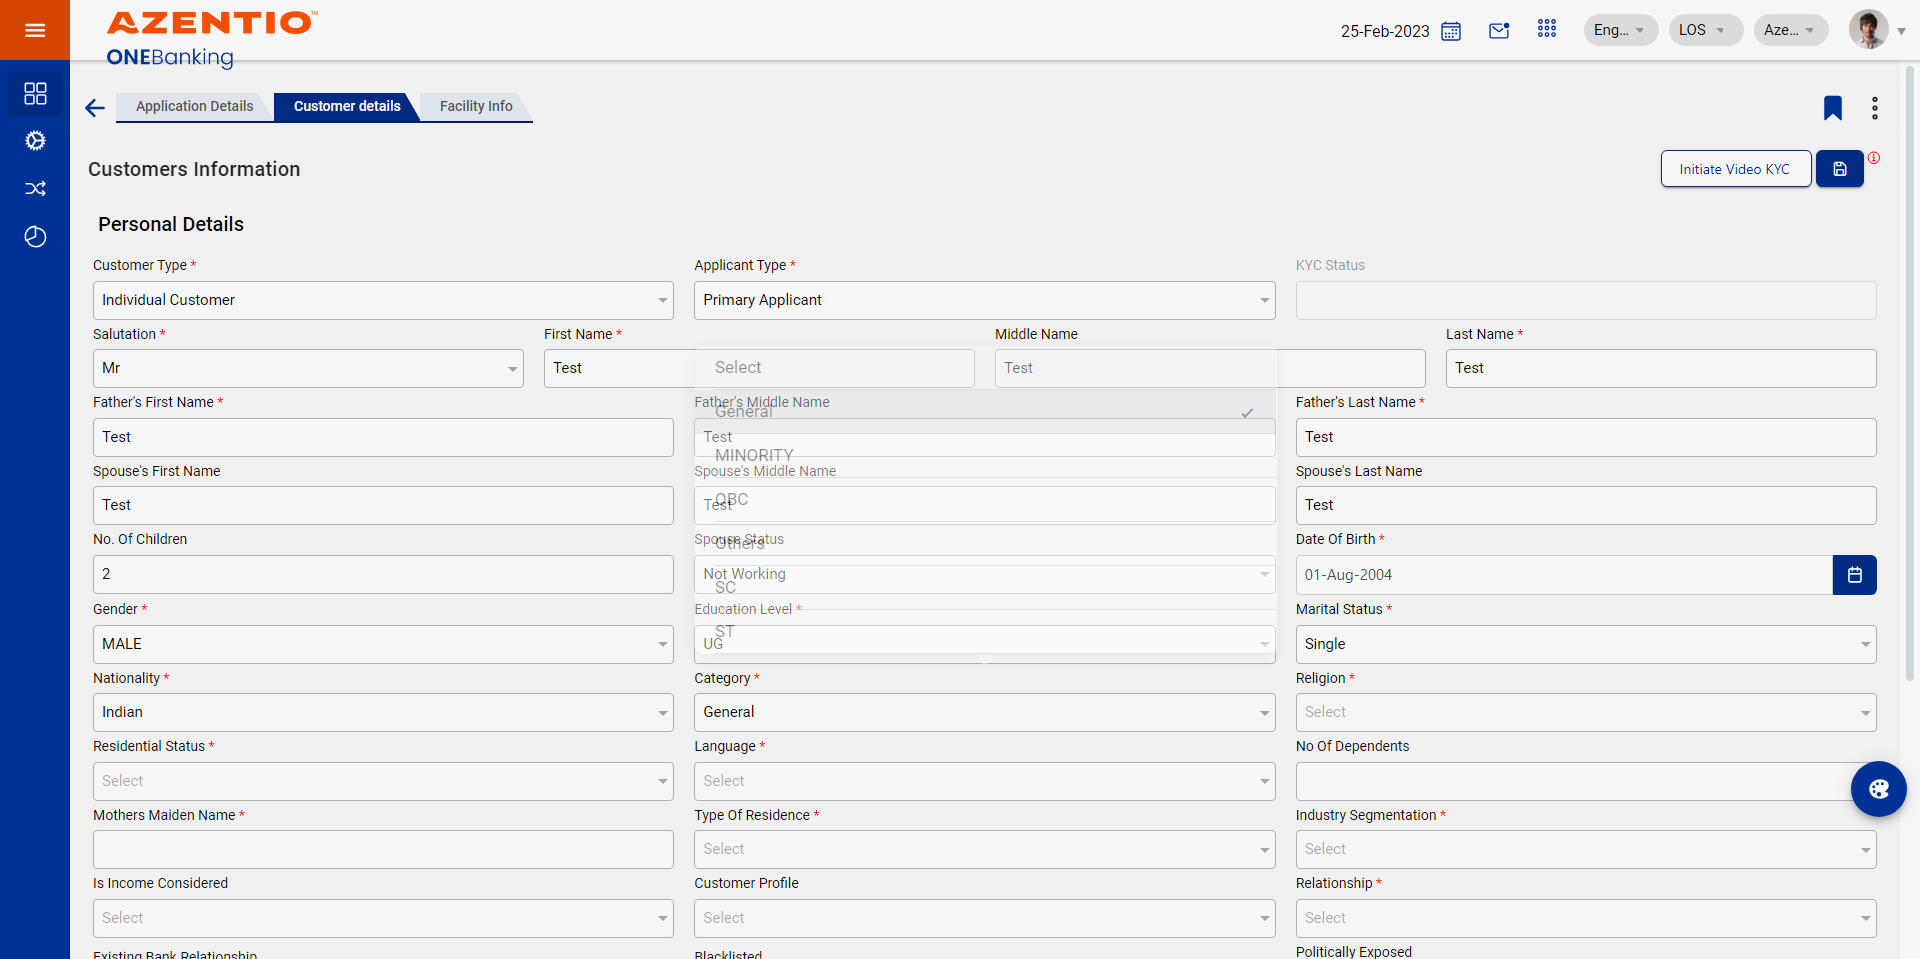 AZENTIO™
ONEBanking
25-Feb-2023
Eng...
LOS
Aze...
Application Details
Customer details
Facility Info
Customers Information
Initiate Video KYC
Personal Details
Customer Type *
Applicant Type *
KYC Status
Individual Customer
Primary Applicant
Salutation *
First Name *
Middle Name
Last Name *
Mr
Test
Select
Test
Test
Father's First Name *
Father's Middle Name
Father's Last Name *
General
Test
Test
Test
MINORITY
Spouse's First Name
Spouse's Middle Name
Spouse's Last Name
OBC
Test
Test
Test
No. Of Children
Spouse Status
Date Of Birth *
Others
2
Not Working
01-Aug-2004
SC
Gender *
Education Level *
Marital Status *
ST
MALE
UG
Single
Nationality *
Category *
Religion *
Indian
General
Select
Residential Status *
Language *
No Of Dependents
Select
Select
Mothers Maiden Name *
Type Of Residence *
Industry Segmentation *
Select
Select
Is Income Considered
Customer Profile
Relationship *
Select
Select
Select
Existing Bank Relationship
Blacklisted
Politically Exposed